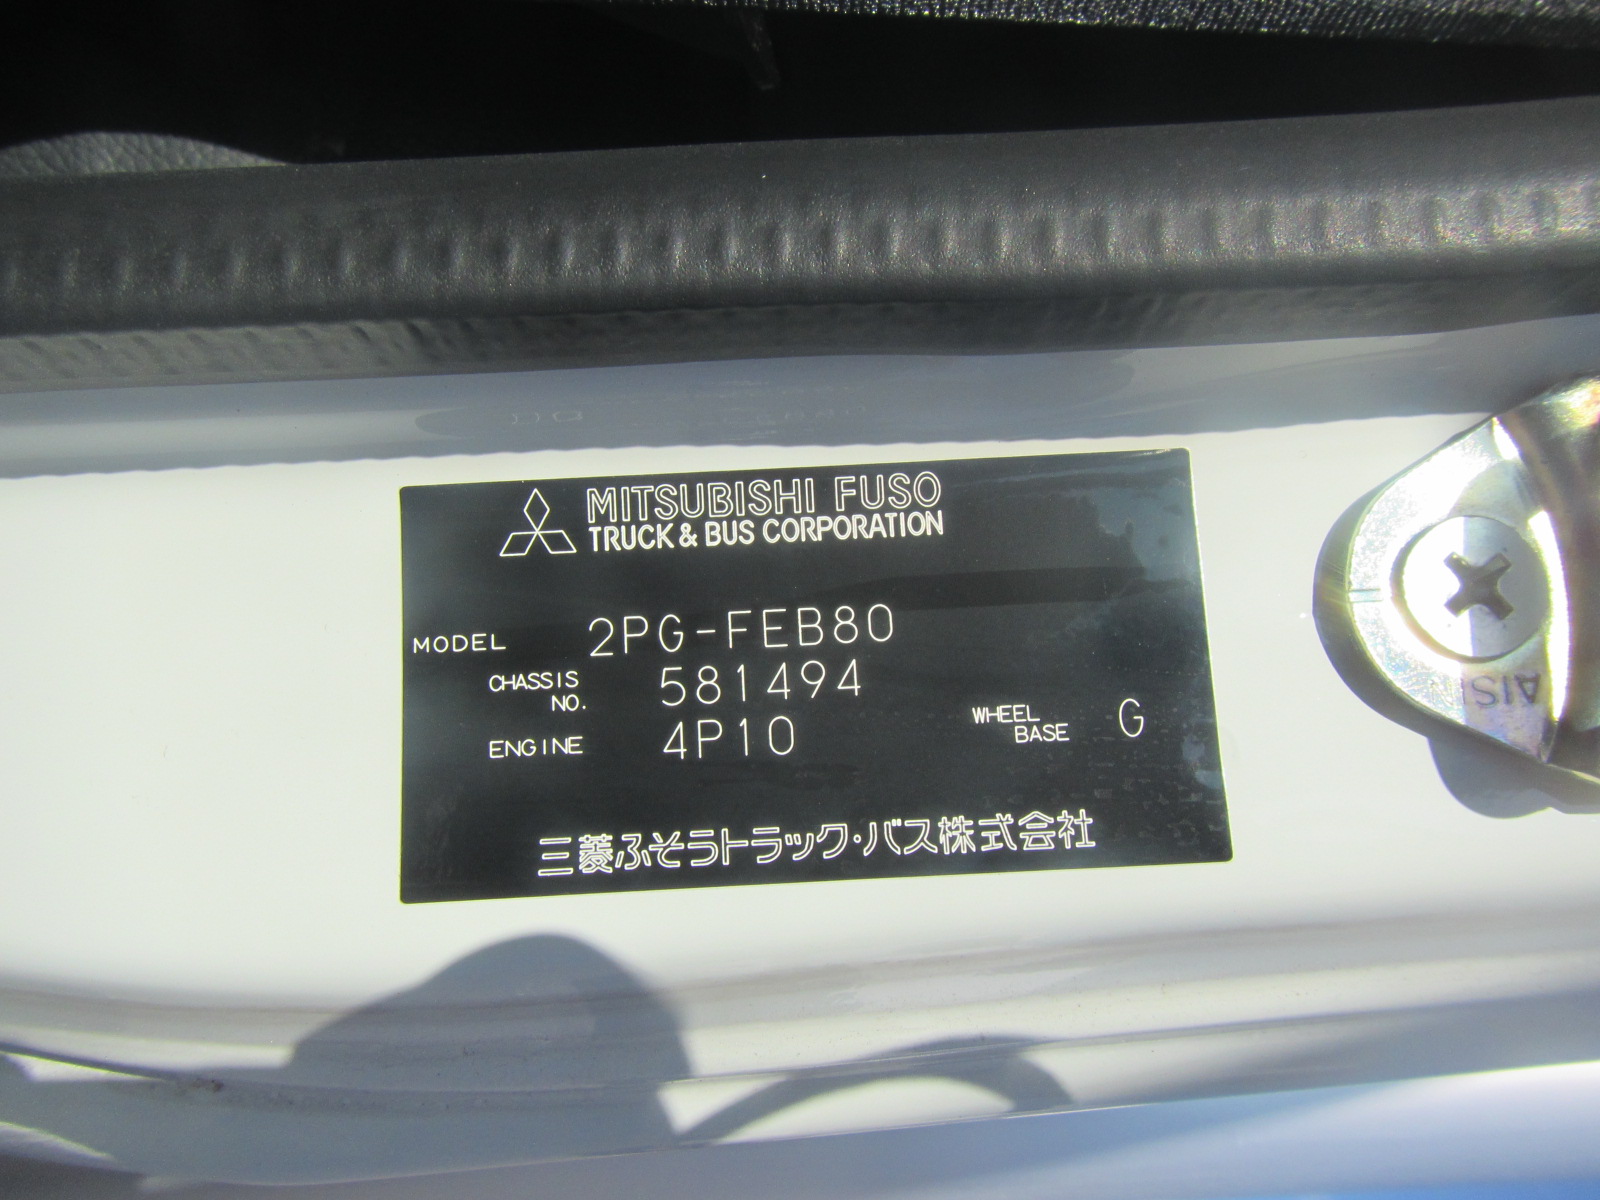 MITSUBISHI FUSO
TRUCK & BUS CORPORATION
MODEL 2PG-FEB80
CHASSIS NO. 581494
ENGINE 4P10
WHEEL BASE G
三菱ふそうトラック・バス株式会社
AISIN